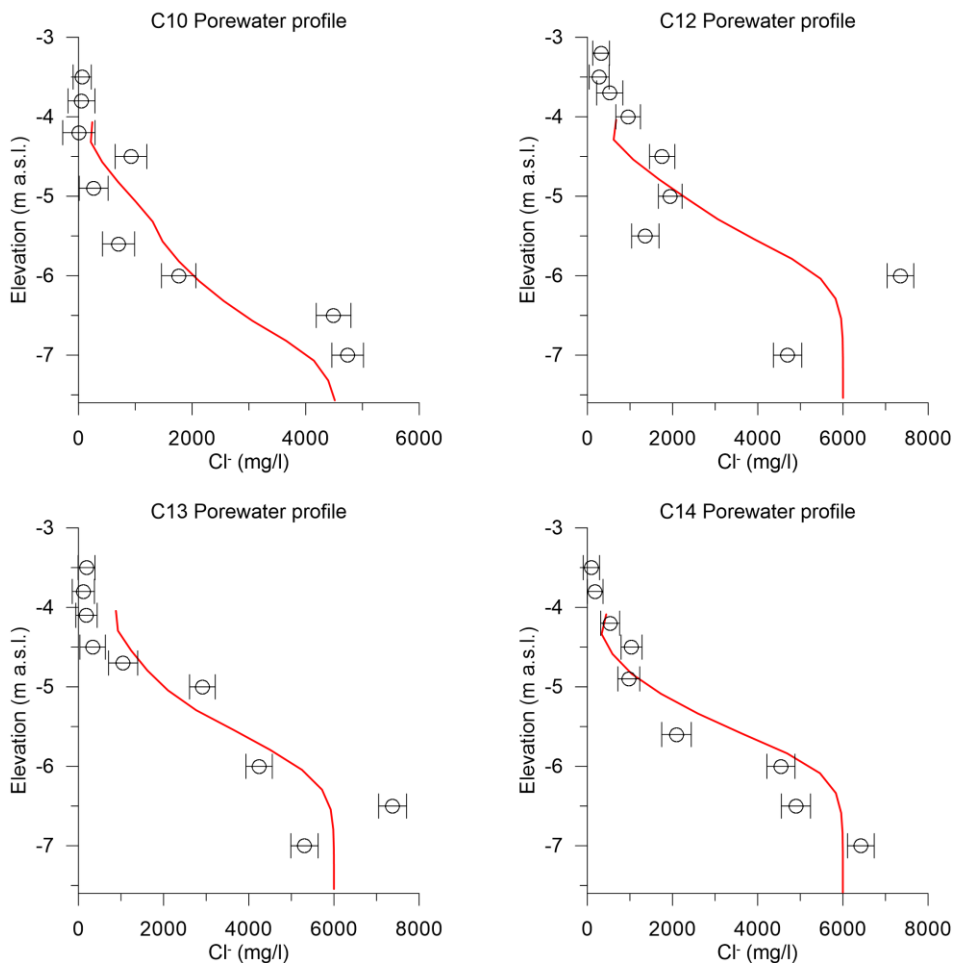 C10 Porewater profile
C12 Porewater profile
-3
-4
-5
-6
-7
Elevation (m a.s.l.)
0 2000 4000 6000
Cl- (mg/l)
-3
-4
-5
-6
-7
Elevation (m a.s.l.)
0 2000 4000 6000 8000
Cl- (mg/l)
C13 Porewater profile
C14 Porewater profile
-3
-4
-5
-6
-7
Elevation (m a.s.l.)
0 2000 4000 6000 8000
Cl- (mg/l)
-3
-4
-5
-6
-7
Elevation (m a.s.l.)
0 2000 4000 6000 8000
Cl- (mg/l)